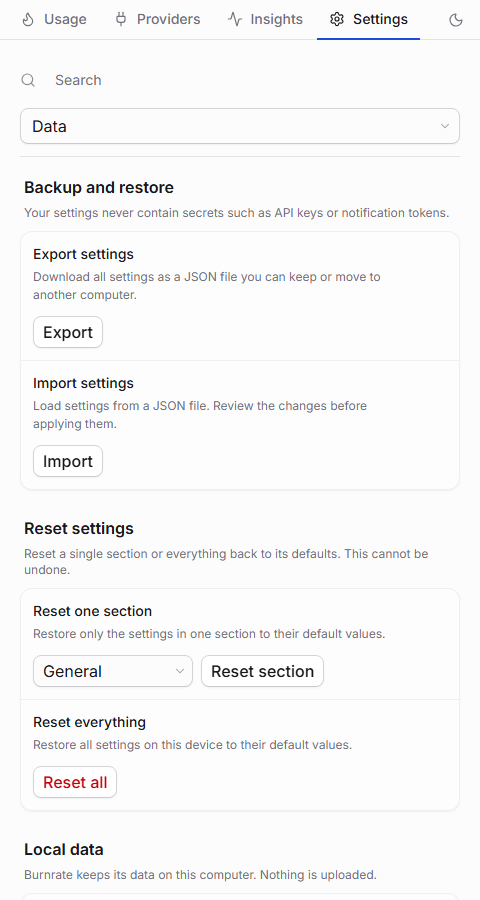 Usage Providers Insights Settings
Search
Data
Backup and restore
Your settings never contain secrets such as API keys or notification tokens.
Export settings
Download all settings as a JSON file you can keep or move to
another computer.
Export
Import settings
Load settings from a JSON file. Review the changes before
applying them.
Import
Reset settings
Reset a single section or everything back to its defaults. This cannot be
undone.
Reset one section
Restore only the settings in one section to their default values.
General Reset section
Reset everything
Restore all settings on this device to their default values.
Reset all
Local data
Burnrate keeps its data on this computer. Nothing is uploaded.